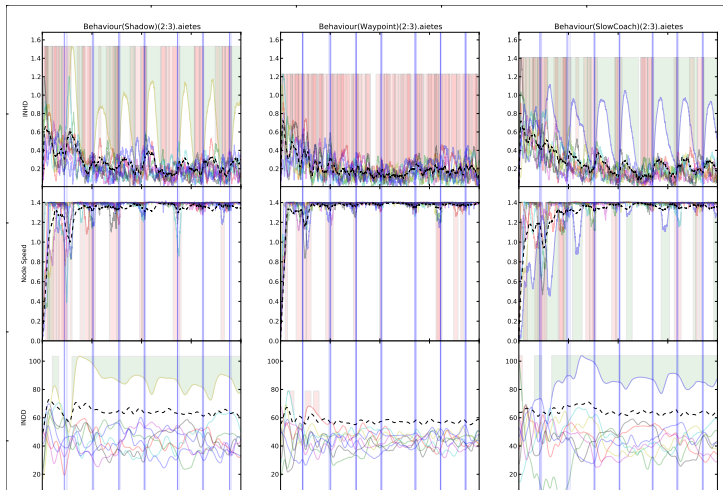 Behaviour(Shadow)(2:3).aietes
Behaviour(Waypoint)(2:3).aietes
Behaviour(SlowCoach)(2:3).aietes
INHD
1.6 1.6 1.6
1.4 1.4 1.4
1.2 1.2 1.2
1.0 1.0 1.0
0.8 0.8 0.8
0.6 0.6 0.6
0.4 0.4 0.4
0.2 0.2 0.2
Node Speed
1.4 1.4 1.4
1.2 1.2 1.2
1.0 1.0 1.0
0.8 0.8 0.8
0.6 0.6 0.6
0.4 0.4 0.4
0.2 0.2 0.2
0.0 0.0 0.0
INDD
100 100 100
80 80 80
60 60 60
40 40 40
20 20 20